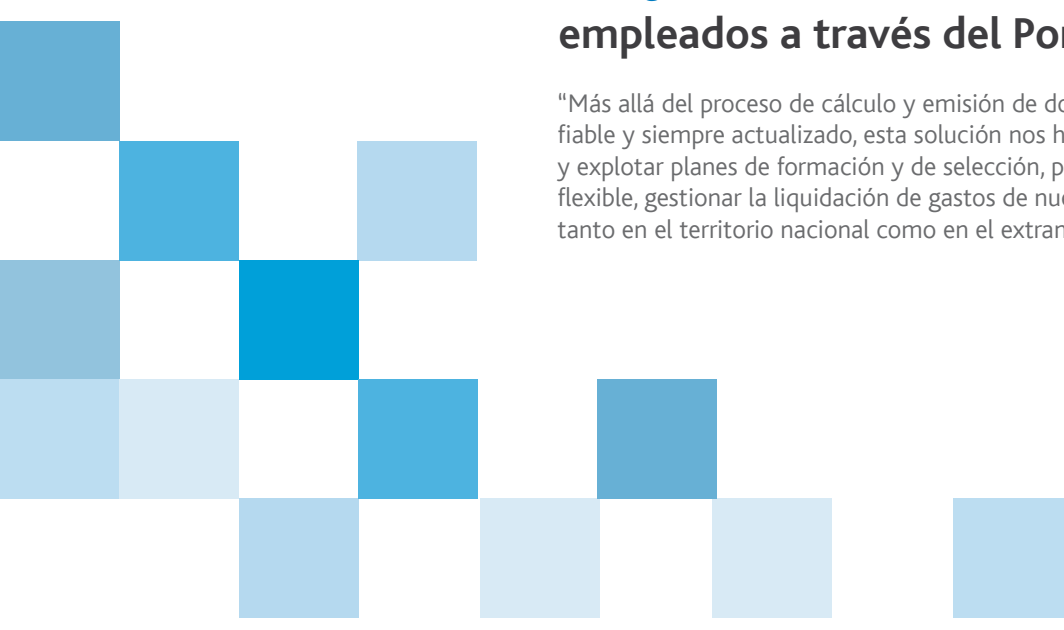 empleados a través del Por
“Más allá del proceso de cálculo y emisión de do
fiable y siempre actualizado, esta solución nos h
y explotar planes de formación y de selección, p
flexible, gestionar la liquidación de gastos de nu
tanto en el territorio nacional como en el extran